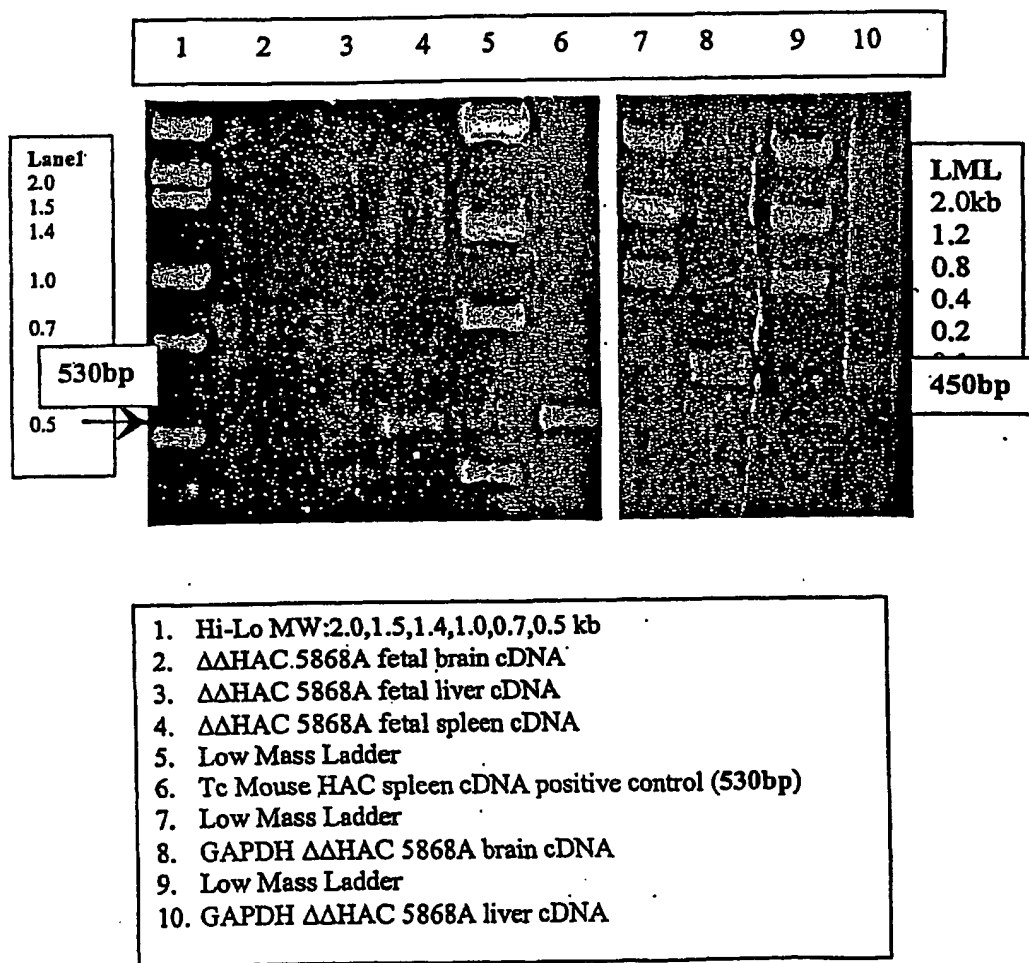 1 2 3 4 5 6 7 8 9 10
Lane1
2.0
1.5
1.4
1.0
0.7
530bp
0.5
LML
2.0kb
1.2
0.8
0.4
0.2
450bp
1. Hi-Lo MW:2.0,1.5,1.4,1.0,0.7,0.5 kb
2. ΔΔHAC.5868A fetal brain cDNA
3. ΔΔHAC 5868A fetal liver cDNA
4. ΔΔHAC 5868A fetal spleen cDNA
5. Low Mass Ladder
6. Tc Mouse HAC spleen cDNA positive control (530bp)
7. Low Mass Ladder
8. GAPDH ΔΔHAC 5868A brain cDNA
9. Low Mass Ladder
10. GAPDH ΔΔHAC 5868A liver cDNA